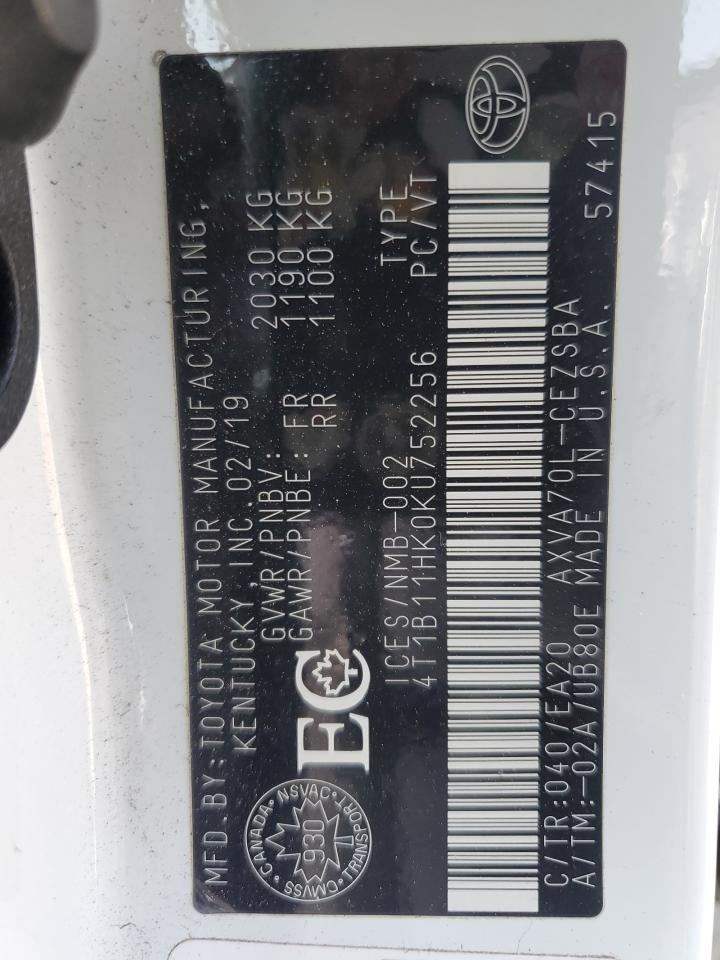 MFD.BY:TOYOTA MOTOR MANUFACTURING,
KENTUCKY,INC.02/19
GVWR/PNBV: 2030 KG
GAWR/PNBE: FR 1190 KG
RR 1100 KG
EC
CANADA • NSVAC •
930
CMVSS • TRANSPORT
ICES/NMB-002 TYPE
4T1B11HK0KU752256 PC/VT
C/TR:040/EA20 AXVA70L-CEZSBA
A/TM:-02A/UB80E MADE IN U.S.A. 57415